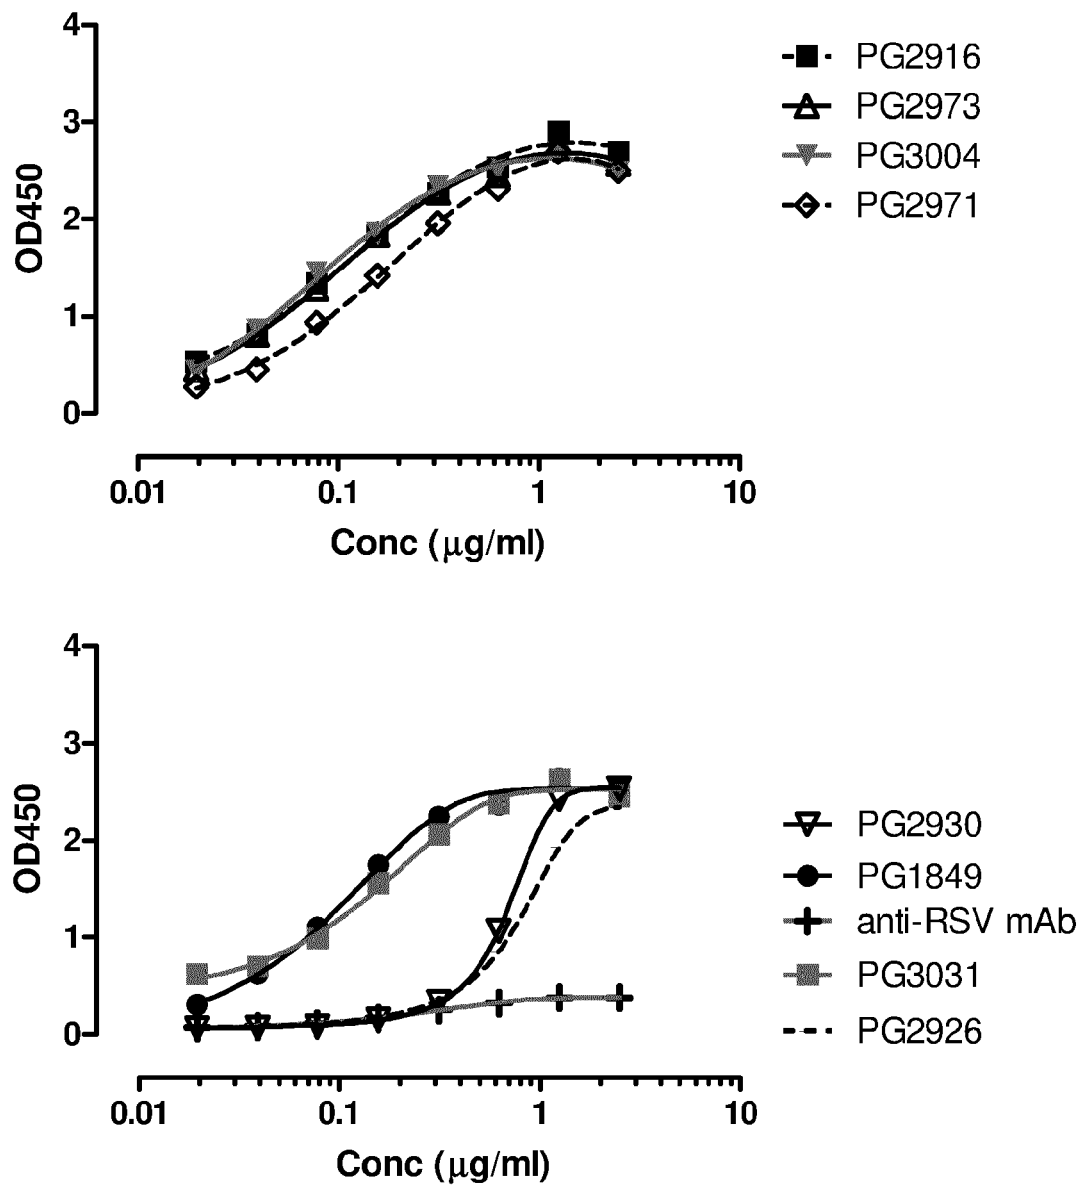 4
3
2
1
0
OD450
0.01 0.1 1 10
Conc (μg/ml)
PG2916
PG2973
PG3004
PG2971
4
3
2
1
0
OD450
0.01 0.1 1 10
Conc (μg/ml)
PG2930
PG1849
anti-RSV mAb
PG3031
PG2926